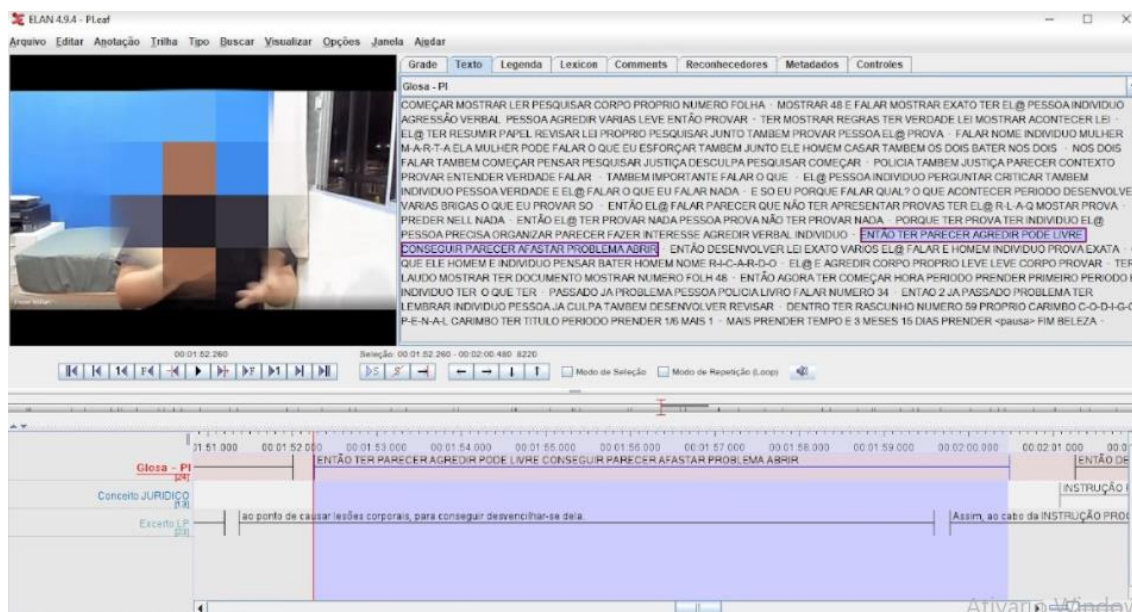 ELAN 4.9.4 - PI.eaf
Arquivo Editar Anotação Trilha Tipo Buscar Visualizar Opções Janela Ajudar
Grade Texto Legenda Lexicon Comments Reconhecedores Metadados Controles
Glosa - PI
COMEÇAR MOSTRAR LER PESQUISAR CORPO PROPRIO NUMERO FOLHA · MOSTRAR 48 E FALAR MOSTRAR EXATO TER EL@ PESSOA INDIVIDUO
AGRESSÃO VERBAL PESSOA AGREDIR VARIAS LEVE ENTÃO PROVAR · TER MOSTRAR REGRAS TER VERDADE LEI MOSTRAR ACONTECER LEI ·
EL@ TER RESUMIR PAPEL REVISAR LEI PROPRIO PESQUISAR JUNTO TAMBEM PROVAR PESSOA EL@ PROVA · FALAR NOME INDIVIDUO MULHER
M-A-R-T-A ELA MULHER PODE FALAR O QUE EU ESFORÇAR TAMBEM JUNTO ELE HOMEM CASAR TAMBEM OS DOIS BATER NOS DOIS · NOS DOIS
FALAR TAMBEM COMEÇAR PENSAR PESQUISAR JUSTIÇA DESCULPA PESQUISAR COMEÇAR · POLICIA TAMBEM JUSTIÇA PARECER CONTEXTO
PROVAR ENTENDER VERDADE FALAR · TAMBEM IMPORTANTE FALAR O QUE · EL@ PESSOA INDIVIDUO PERGUNTAR CRITICAR TAMBEM
INDIVIDUO PESSOA VERDADE E EL@ FALAR O QUE EU FALAR NADA · E SO EU PORQUE FALAR QUAL? O QUE ACONTECER PERIODO DESENVOLVE
VARIAS BRIGAS O QUE EU PROVAR SO · ENTÃO EL@ FALAR PARECER QUE NÃO TER APRESENTAR PROVAS TER EL@ R-L-A-Q MOSTAR PROVA ·
PREDER NELL NADA · ENTÃO EL@ TER PROVAR NADA PESSOA PROVA NÃO TER PROVAR NADA · PORQUE TER PROVA TER INDIVIDUO EL@
PESSOA PRECISA ORGANIZAR PARECER FAZER INTERESSE AGREDIR VERBAL INDIVIDUO · ENTÃO TER PARECER AGREDIR PODE LIVRE
CONSEGUIR PARECER AFASTAR PROBLEMA ABRIR · ENTÃO DESENVOLVER LEI EXATO VARIOS EL@ FALAR E HOMEM INDIVIDUO PROVA EXATA ·
QUE ELE HOMEM E INDIVIDUO PENSAR BATER HOMEM NOME R-I-C-A-R-D-O · EL@ E AGREDIR CORPO PROPRIO LEVE LEVE CORPO PROVAR · TER
LAUDO MOSTRAR TER DOCUMENTO MOSTRAR NUMERO FOLH 48 · ENTÃO AGORA TER COMEÇAR HORA PERIODO PRENDER PRIMEIRO PERIODO
INDIVIDUO TER O QUE TER · PASSADO JA PROBLEMA PESSOA POLICIA LIVRO FALAR NUMERO 34 · ENTAO 2 JA PASSADO PROBLEMA TER
LEMBRAR INDIVIDUO PESSOA JA CULPA TAMBEM DESENVOLVER REVISAR · DENTRO TER RASCUNHO NUMERO 59 PROPRIO CARIMBO C-O-D-I-G-O
P-E-N-A-L CARIMBO TER TITULO PERIODO PRENDER 1/6 MAIS 1 · MAIS PRENDER TEMPO E 3 MESES 15 DIAS PRENDER <pausa> FIM BELEZA ·
00:01:52.260
Seleção: 00:01:52.260 - 00:02:00.480 8220
Modo de Seleção Modo de Repetição (Loop)
01:51.000 00:01:52.000 00:01:53.000 00:01:54.000 00:01:55.000 00:01:56.000 00:01:57.000 00:01:58.000 00:01:59.000 00:02:00.000 00:02:01.000
Glosa - PI ENTÃO TER PARECER AGREDIR PODE LIVRE CONSEGUIR PARECER AFASTAR PROBLEMA ABRIR ENTÃO DE
[24]
Conceito JURIDICO INSTRUÇÃO
[13]
Excerto LP ao ponto de causar lesões corporais, para conseguir desvencilhar-se dela. Assim, ao cabo da INSTRUÇÃO PRO
[23]
Ativar o Window